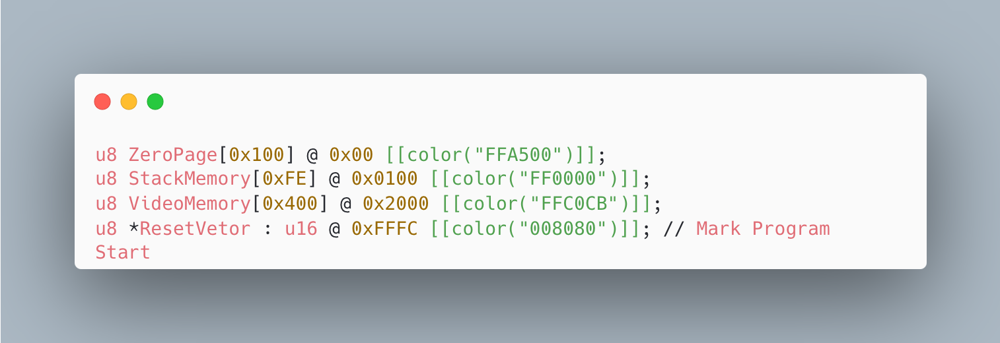 u8 ZeroPage[0x100] @ 0x00 [[color("FFA500")]];
u8 StackMemory[0xFE] @ 0x0100 [[color("FF0000")]];
u8 VideoMemory[0x400] @ 0x2000 [[color("FFC0CB")]];
u8 *ResetVetor : u16 @ 0xFFFC [[color("008080")]]; // Mark Program
Start